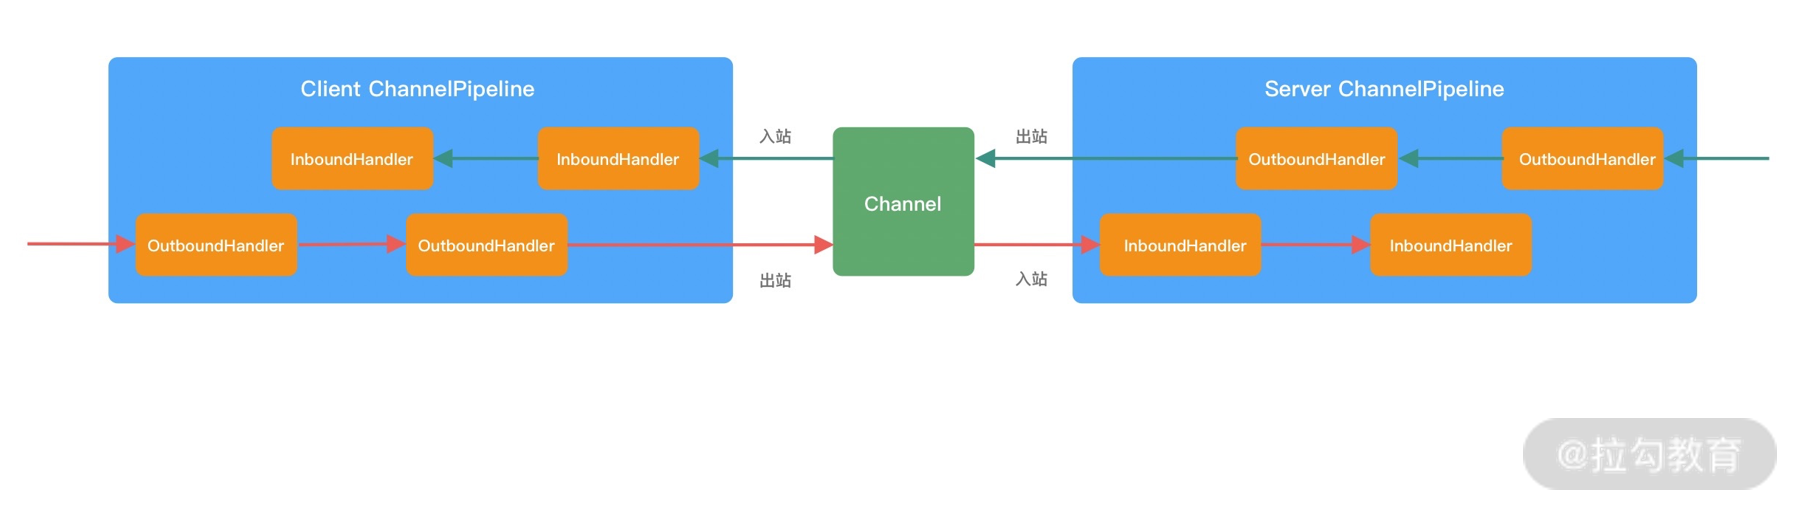 Client ChannelPipeline
InboundHandler
InboundHandler
OutboundHandler
OutboundHandler
入站
出站
Channel
出站
入站
Server ChannelPipeline
OutboundHandler
OutboundHandler
InboundHandler
InboundHandler
@拉勾教育